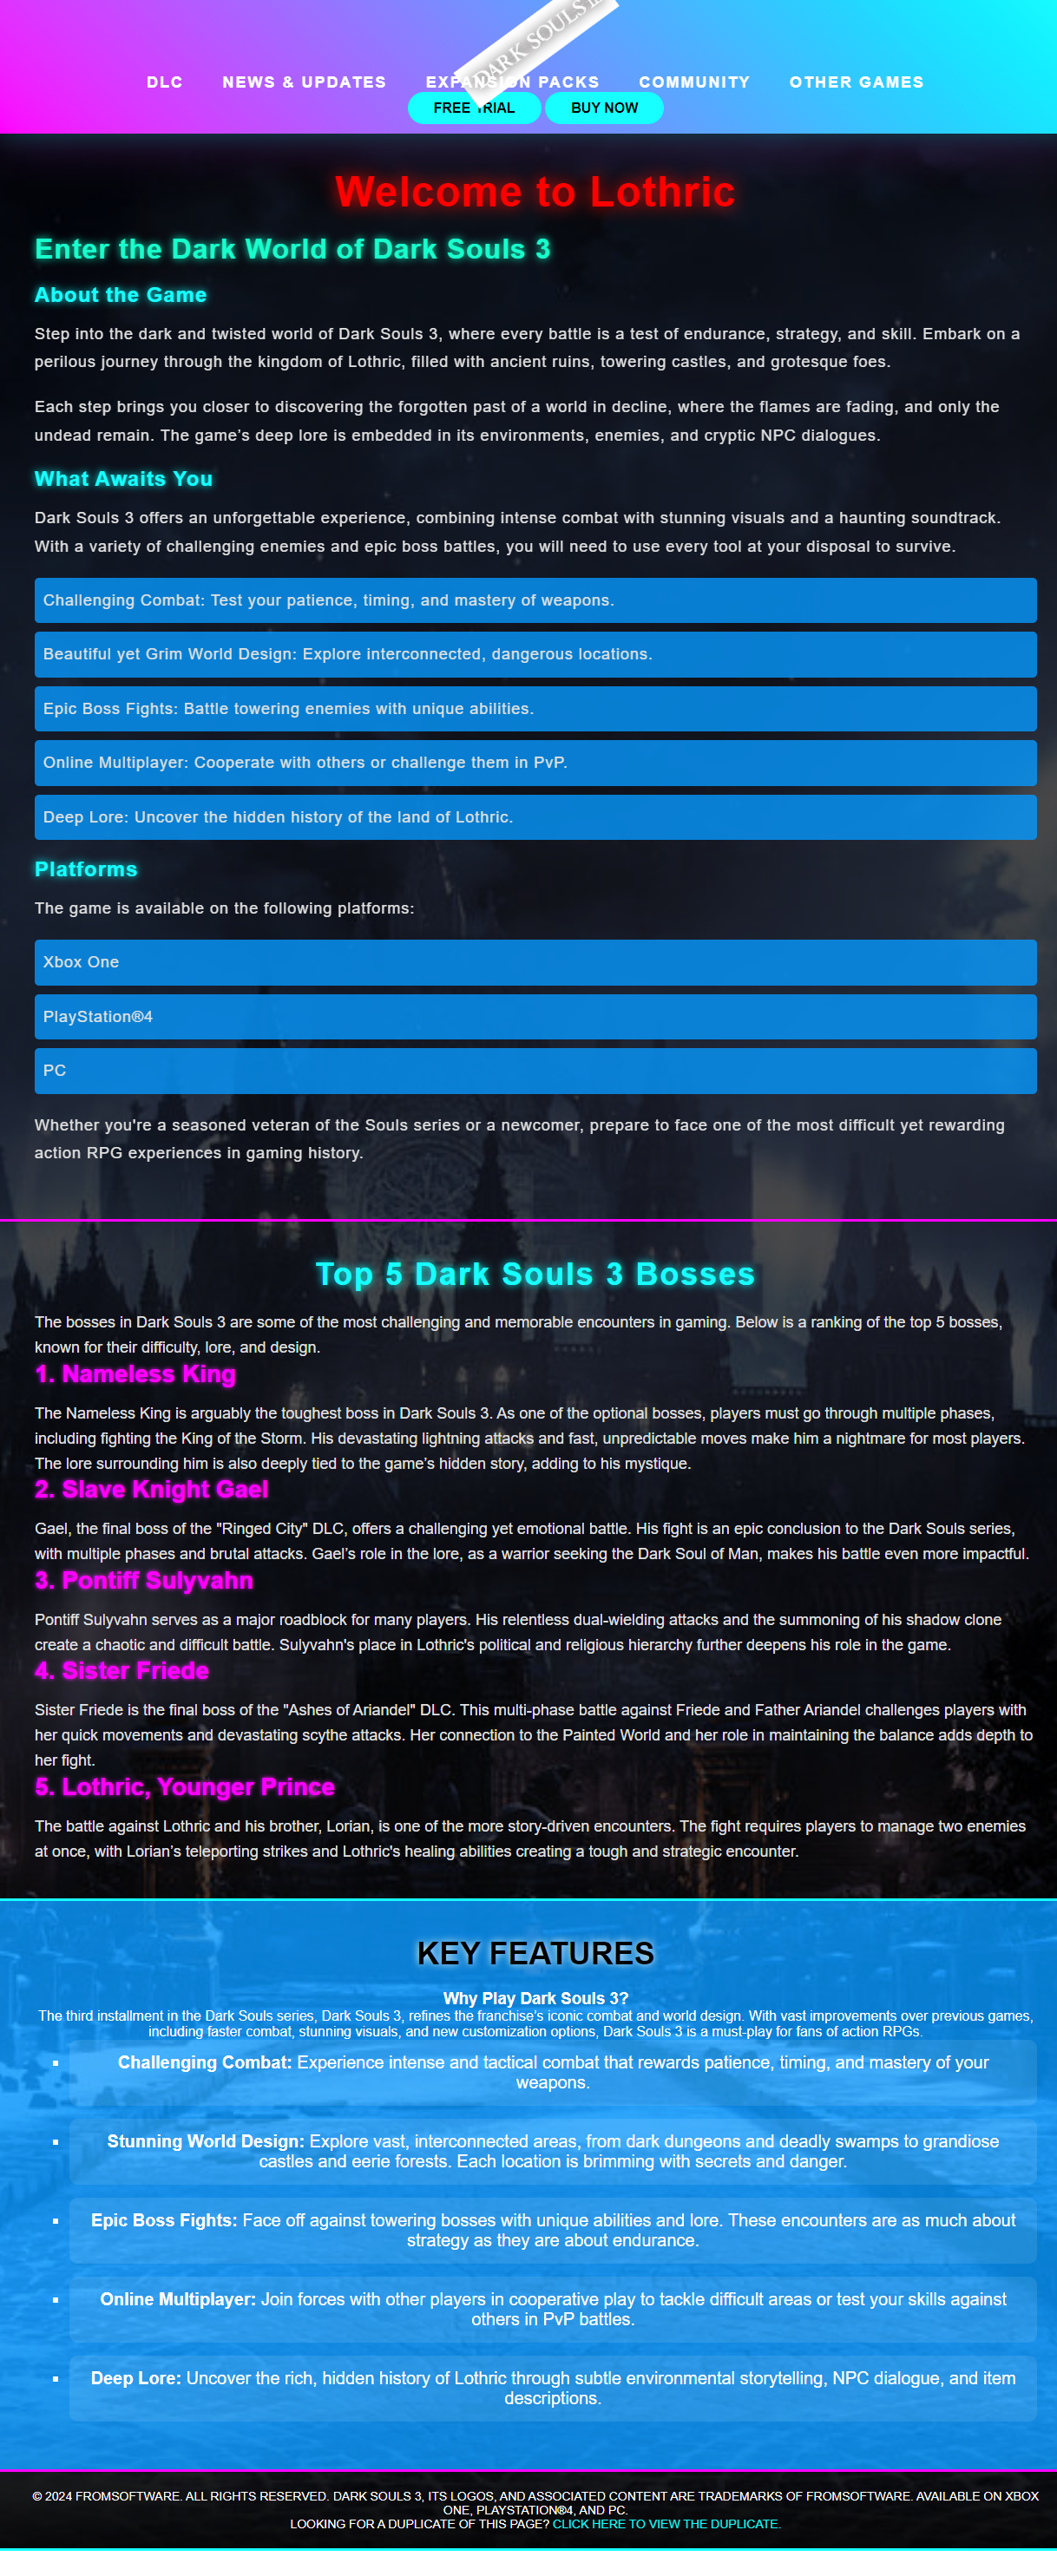 DARK SOULS III
DLC
NEWS & UPDATES
EXPANSION PACKS
COMMUNITY
OTHER GAMES
FREE TRIAL
BUY NOW
Welcome to Lothric
Enter the Dark World of Dark Souls 3
About the Game
Step into the dark and twisted world of Dark Souls 3, where every battle is a test of endurance, strategy, and skill. Embark on a
perilous journey through the kingdom of Lothric, filled with ancient ruins, towering castles, and grotesque foes.
Each step brings you closer to discovering the forgotten past of a world in decline, where the flames are fading, and only the
undead remain. The game's deep lore is embedded in its environments, enemies, and cryptic NPC dialogues.
What Awaits You
Dark Souls 3 offers an unforgettable experience, combining intense combat with stunning visuals and a haunting soundtrack.
With a variety of challenging enemies and epic boss battles, you will need to use every tool at your disposal to survive.
Challenging Combat: Test your patience, timing, and mastery of weapons.
Beautiful yet Grim World Design: Explore interconnected, dangerous locations.
Epic Boss Fights: Battle towering enemies with unique abilities.
Online Multiplayer: Cooperate with others or challenge them in PvP.
Deep Lore: Uncover the hidden history of the land of Lothric.
Platforms
The game is available on the following platforms:
Xbox One
PlayStation®4
PC
Whether you're a seasoned veteran of the Souls series or a newcomer, prepare to face one of the most difficult yet rewarding
action RPG experiences in gaming history.
Top 5 Dark Souls 3 Bosses
The bosses in Dark Souls 3 are some of the most challenging and memorable encounters in gaming. Below is a ranking of the top 5 bosses,
known for their difficulty, lore, and design.
1. Nameless King
The Nameless King is arguably the toughest boss in Dark Souls 3. As one of the optional bosses, players must go through multiple phases,
including fighting the King of the Storm. His devastating lightning attacks and fast, unpredictable moves make him a nightmare for most players.
The lore surrounding him is also deeply tied to the game's hidden story, adding to his mystique.
2. Slave Knight Gael
Gael, the final boss of the "Ringed City" DLC, offers a challenging yet emotional battle. His fight is an epic conclusion to the Dark Souls series,
with multiple phases and brutal attacks. Gael's role in the lore, as a warrior seeking the Dark Soul of Man, makes his battle even more impactful.
3. Pontiff Sulyvahn
Pontiff Sulyvahn serves as a major roadblock for many players. His relentless dual-wielding attacks and the summoning of his shadow clone
create a chaotic and difficult battle. Sulyvahn's place in Lothric's political and religious hierarchy further deepens his role in the game.
4. Sister Friede
Sister Friede is the final boss of the "Ashes of Ariandel" DLC. This multi-phase battle against Friede and Father Ariandel challenges players with
her quick movements and devastating scythe attacks. Her connection to the Painted World and her role in maintaining the balance adds depth to
her fight.
5. Lothric, Younger Prince
The battle against Lothric and his brother, Lorian, is one of the more story-driven encounters. The fight requires players to manage two enemies
at once, with Lorian's teleporting strikes and Lothric's healing abilities creating a tough and strategic encounter.
KEY FEATURES
Why Play Dark Souls 3?
The third installment in the Dark Souls series, Dark Souls 3, refines the franchise's iconic combat and world design. With vast improvements over previous games,
including faster combat, stunning visuals, and new customization options, Dark Souls 3 is a must-play for fans of action RPGs.
Challenging Combat: Experience intense and tactical combat that rewards patience, timing, and mastery of your
weapons.
Stunning World Design: Explore vast, interconnected areas, from dark dungeons and deadly swamps to grandiose
castles and eerie forests. Each location is brimming with secrets and danger.
Epic Boss Fights: Face off against towering bosses with unique abilities and lore. These encounters are as much about
strategy as they are about endurance.
Online Multiplayer: Join forces with other players in cooperative play to tackle difficult areas or test your skills against
others in PvP battles.
Deep Lore: Uncover the rich, hidden history of Lothric through subtle environmental storytelling, NPC dialogue, and item
descriptions.
© 2024 FROMSOFTWARE. ALL RIGHTS RESERVED. DARK SOULS 3, ITS LOGOS, AND ASSOCIATED CONTENT ARE TRADEMARKS OF FROMSOFTWARE. AVAILABLE ON XBOX
ONE, PLAYSTATION®4, AND PC.
LOOKING FOR A DUPLICATE OF THIS PAGE? CLICK HERE TO VIEW THE DUPLICATE.